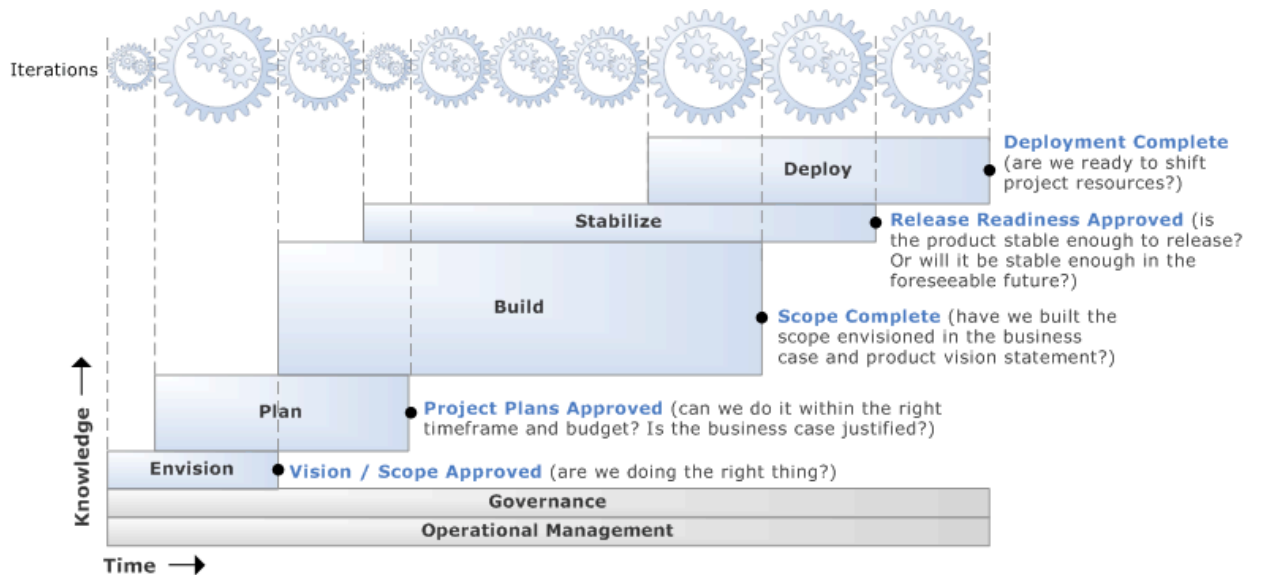 Iterations
Deploy
Deployment Complete
(are we ready to shift
project resources?)
Stabilize
Release Readiness Approved (is
the product stable enough to release?
Or will it be stable enough in the
foreseeable future?)
Build
Scope Complete (have we built the
scope envisioned in the business
case and product vision statement?)
Plan
Project Plans Approved (can we do it within the right
timeframe and budget? Is the business case justified?)
Envision
Vision / Scope Approved (are we doing the right thing?)
Governance
Operational Management
Knowledge
Time